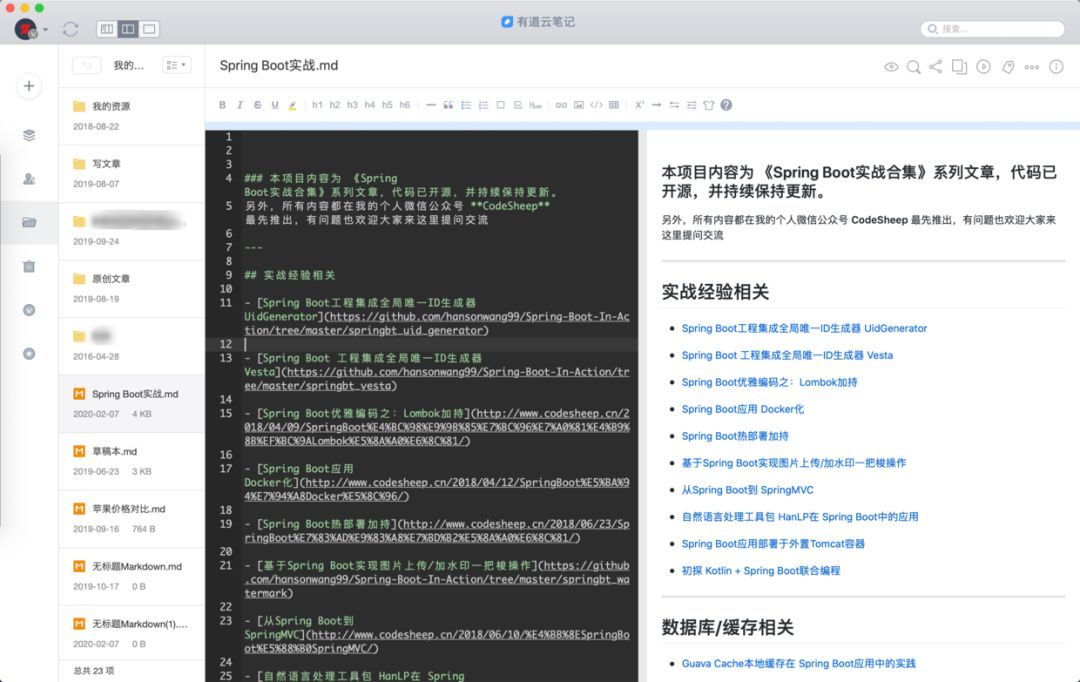 有道云笔记
搜索...
我的...
Spring Boot实战.md
B I S U h1 h2 h3 h4 h5 h6
我的资源
2018-08-22
写文章
2019-08-07
2019-09-24
原创文章
2019-08-19
2016-04-28
Spring Boot实战.md
2020-02-07 4 KB
草稿本.md
2019-06-23 3 KB
苹果价格对比.md
2019-09-16 764 B
无标题Markdown.md
2019-10-17 0 B
无标题Markdown(1)....
2020-02-07 0 B
总共 23 项
1
2
3
4 ### 本项目内容为 《Spring
Boot实战合集》系列文章，代码已开源，并持续保持更新。
5 另外，所有内容都在我的个人微信公众号 **CodeSheep**
最先推出，有问题也欢迎大家来这里提问交流
6
7 ---
8
9 ## 实战经验相关
10
11 - [Spring Boot工程集成全局唯一ID生成器
UidGenerator](https://github.com/hansonwang99/Spring-Boot-In-Ac
tion/tree/master/springbt_uid_generator)
12
13 - [Spring Boot 工程集成全局唯一ID生成器
Vesta](https://github.com/hansonwang99/Spring-Boot-In-Action/tr
ee/master/springbt_vesta)
14
15 - [Spring Boot优雅编码之：Lombok加持](http://www.codesheep.cn/2
018/04/09/SpringBoot%E4%BC%98%E9%9B%85%E7%BC%96%E7%A0%81%E4%B9%
8B%EF%BC%9ALombok%E5%8A%A0%E6%8C%81/)
16
17 - [Spring Boot应用
Docker化](http://www.codesheep.cn/2018/04/12/SpringBoot%E5%BA%9
4%E7%94%A8Docker%E5%8C%96/)
18
19 - [Spring Boot热部署加持](http://www.codesheep.cn/2018/06/23/Sp
ringBoot%E7%83%AD%E9%83%A8%E7%BD%B2%E5%8A%A0%E6%8C%81/)
20
21 - [基于Spring Boot实现图片上传/加水印一把梭操作](https://github
.com/hansonwang99/Spring-Boot-In-Action/tree/master/springbt_wa
termark)
22
23 - [从Spring Boot到
SpringMVC](http://www.codesheep.cn/2018/06/10/%E4%BB%8ESpringBo
ot%E5%88%B0SpringMVC/)
24
25 - [自然语言处理工具包 HanLP在 Spring
本项目内容为 《Spring Boot实战合集》系列文章，代码已
开源，并持续保持更新。
另外，所有内容都在我的个人微信公众号 CodeSheep 最先推出，有问题也欢迎大家来
这里提问交流
实战经验相关
Spring Boot工程集成全局唯一ID生成器 UidGenerator
Spring Boot 工程集成全局唯一ID生成器 Vesta
Spring Boot优雅编码之：Lombok加持
Spring Boot应用 Docker化
Spring Boot热部署加持
基于Spring Boot实现图片上传/加水印一把梭操作
从Spring Boot到 SpringMVC
自然语言处理工具包 HanLP在 Spring Boot中的应用
Spring Boot应用部署于外置Tomcat容器
初探 Kotlin + Spring Boot联合编程
数据库/缓存相关
Guava Cache本地缓存在 Spring Boot应用中的实践